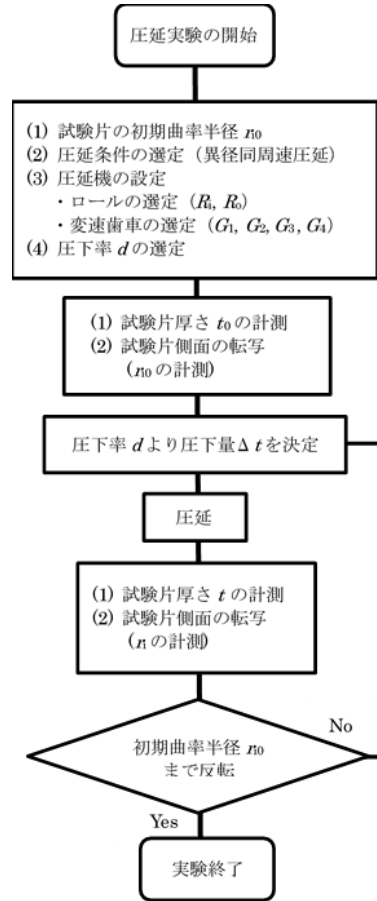 圧延実験の開始
(1) 試験片の初期曲率半径 ri0
(2) 圧延条件の選定（異径同周速圧延）
(3) 圧延機の設定
・ロールの選定（Ri, Ro）
・変速歯車の選定（G1, G2, G3, G4）
(4) 圧下率 d の選定
(1) 試験片厚さ t0 の計測
(2) 試験片側面の転写
(ri0 の計測)
圧下率 d より圧下量Δ t を決定
圧延
(1) 試験片厚さ t の計測
(2) 試験片側面の転写
(ri の計測)
初期曲率半径 ri0
まで反転
No
Yes
実験終了